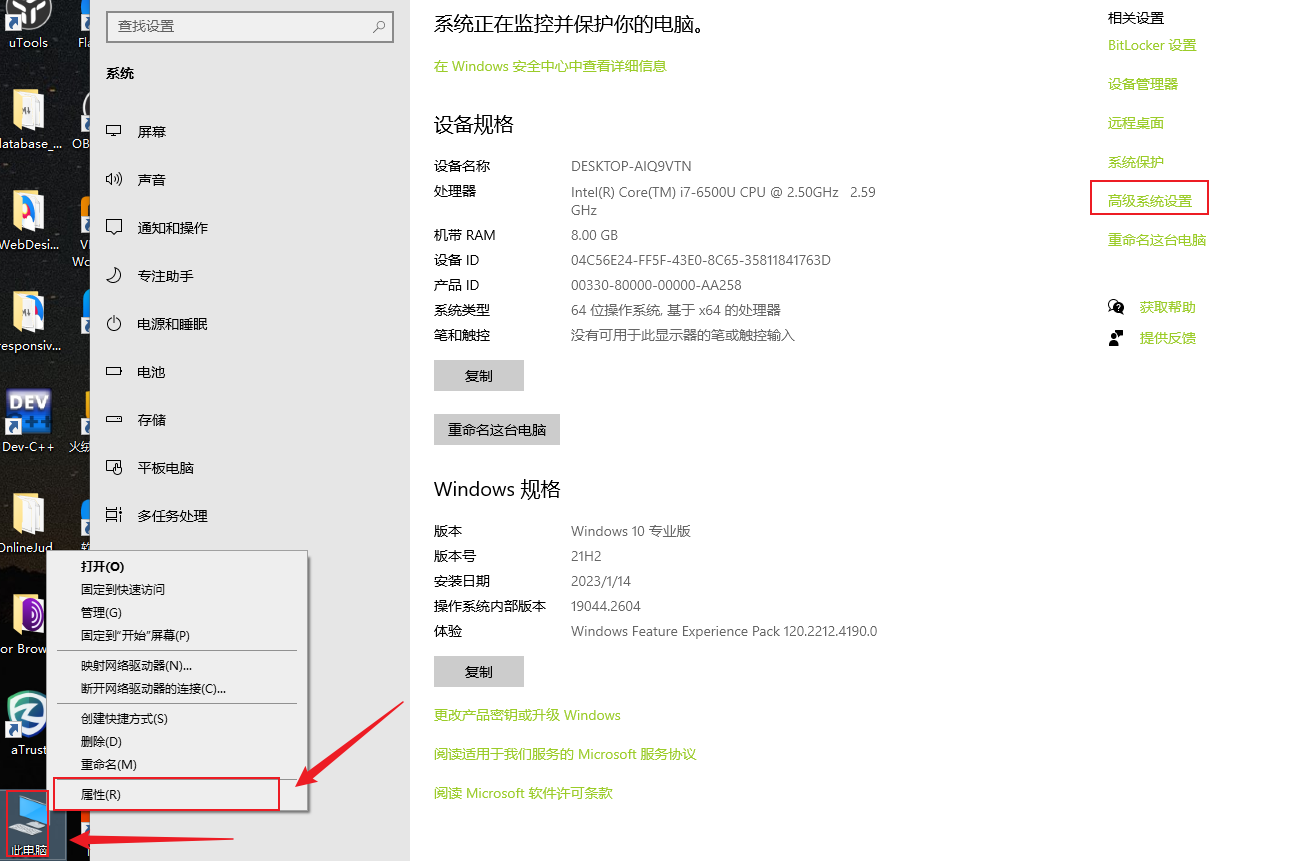 uTools
Fla
database_...
OB
WebDesi...
VM
Wo
responsiv...
Dev-C++
火绒
OnlineJud
软
or Brow
aTrust
此电脑
查找设置
系统
屏幕
声音
通知和操作
专注助手
电源和睡眠
电池
存储
平板电脑
多任务处理
打开(O)
固定到快速访问
管理(G)
固定到"开始"屏幕(P)
映射网络驱动器(N)...
断开网络驱动器的连接(C)...
创建快捷方式(S)
删除(D)
重命名(M)
属性(R)
系统正在监控并保护你的电脑。
在 Windows 安全中心中查看详细信息
设备规格
设备名称 DESKTOP-AIQ9VTN
处理器 Intel(R) Core(TM) i7-6500U CPU @ 2.50GHz 2.59
GHz
机带 RAM 8.00 GB
设备 ID 04C56E24-FF5F-43E0-8C65-35811841763D
产品 ID 00330-80000-00000-AA258
系统类型 64 位操作系统, 基于 x64 的处理器
笔和触控 没有可用于此显示器的笔或触控输入
复制
重命名这台电脑
Windows 规格
版本 Windows 10 专业版
版本号 21H2
安装日期 2023/1/14
操作系统内部版本 19044.2604
体验 Windows Feature Experience Pack 120.2212.4190.0
复制
更改产品密钥或升级 Windows
阅读适用于我们服务的 Microsoft 服务协议
阅读 Microsoft 软件许可条款
相关设置
BitLocker 设置
设备管理器
远程桌面
系统保护
高级系统设置
重命名这台电脑
获取帮助
提供反馈